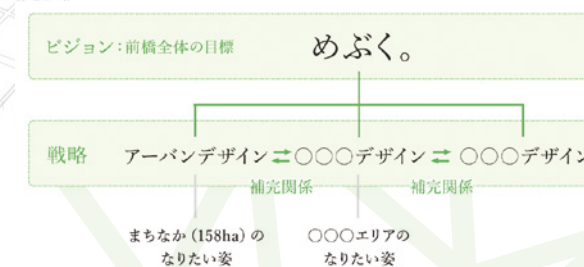 ビジョン：前橋全体の目標 めぶく。
戦略 アーバンデザイン⇄○○○デザイン⇄ ○○○デザイン
補完関係 補完関係
まちなか（158ha）の ○○○エリアの
なりたい姿 なりたい姿